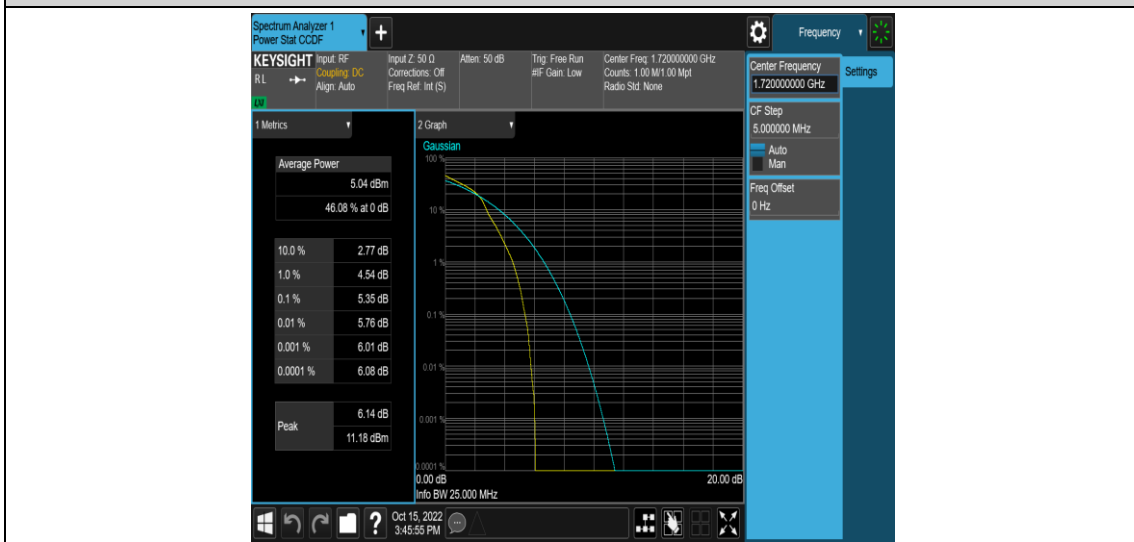 Spectrum Analyzer 1
Power Stat CCDF
+
Frequency
KEYSIGHT
RL
Input: RF
Coupling: DC
Align: Auto
Input Z: 50 Ω
Corrections: Off
Freq Ref: Int (S)
Atten: 50 dB
Trig: Free Run
#IF Gain: Low
Center Freq: 1.720000000 GHz
Counts: 1.00 M/1.00 Mpt
Radio Std: None
Center Frequency
1.720000000 GHz
Settings
CF Step
5.000000 MHz
Auto
Man
Freq Offset
0 Hz
1 Metrics
Average Power
5.04 dBm
46.08 % at 0 dB
10.0 % 2.77 dB
1.0 % 4.54 dB
0.1 % 5.35 dB
0.01 % 5.76 dB
0.001 % 6.01 dB
0.0001 % 6.08 dB
Peak
6.14 dB
11.18 dBm
2 Graph
Gaussian
100 %
10 %
1 %
0.1 %
0.01 %
0.001 %
0.0001 %
0.00 dB 20.00 dB
Info BW 25.000 MHz
?
Oct 15, 2022
3:45:55 PM